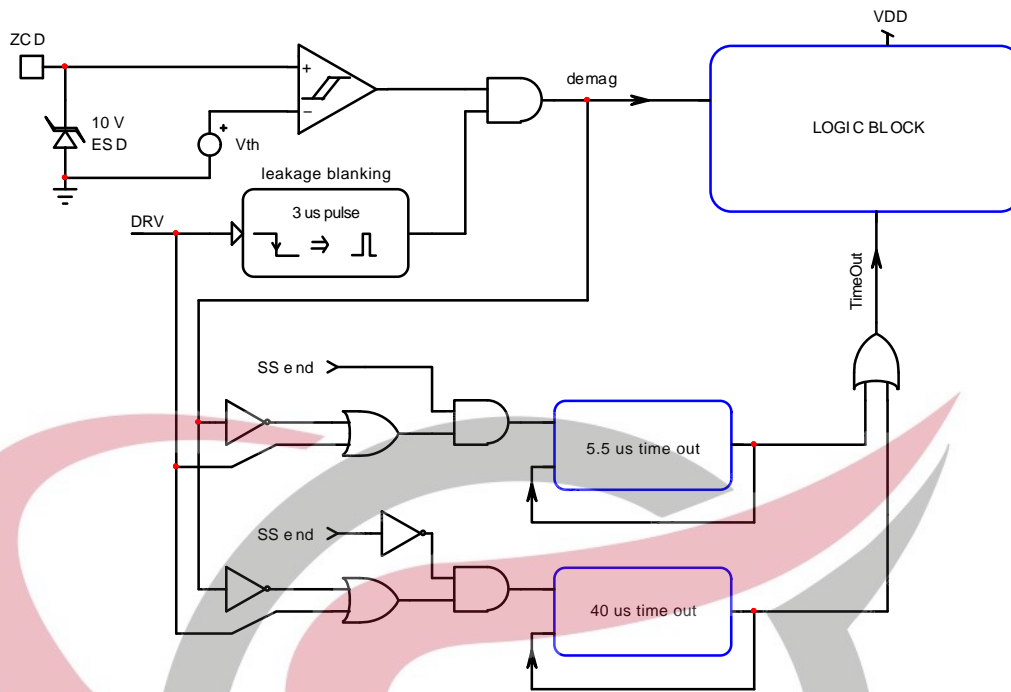 VDD
ZCD
demag
10 V
ESD
Vth
LOGIC BLOCK
+
−
+
leakage blanking
3 us pulse
⇒
DRV
TimeOut
SS end
5.5 us time out
SS end
40 us time out